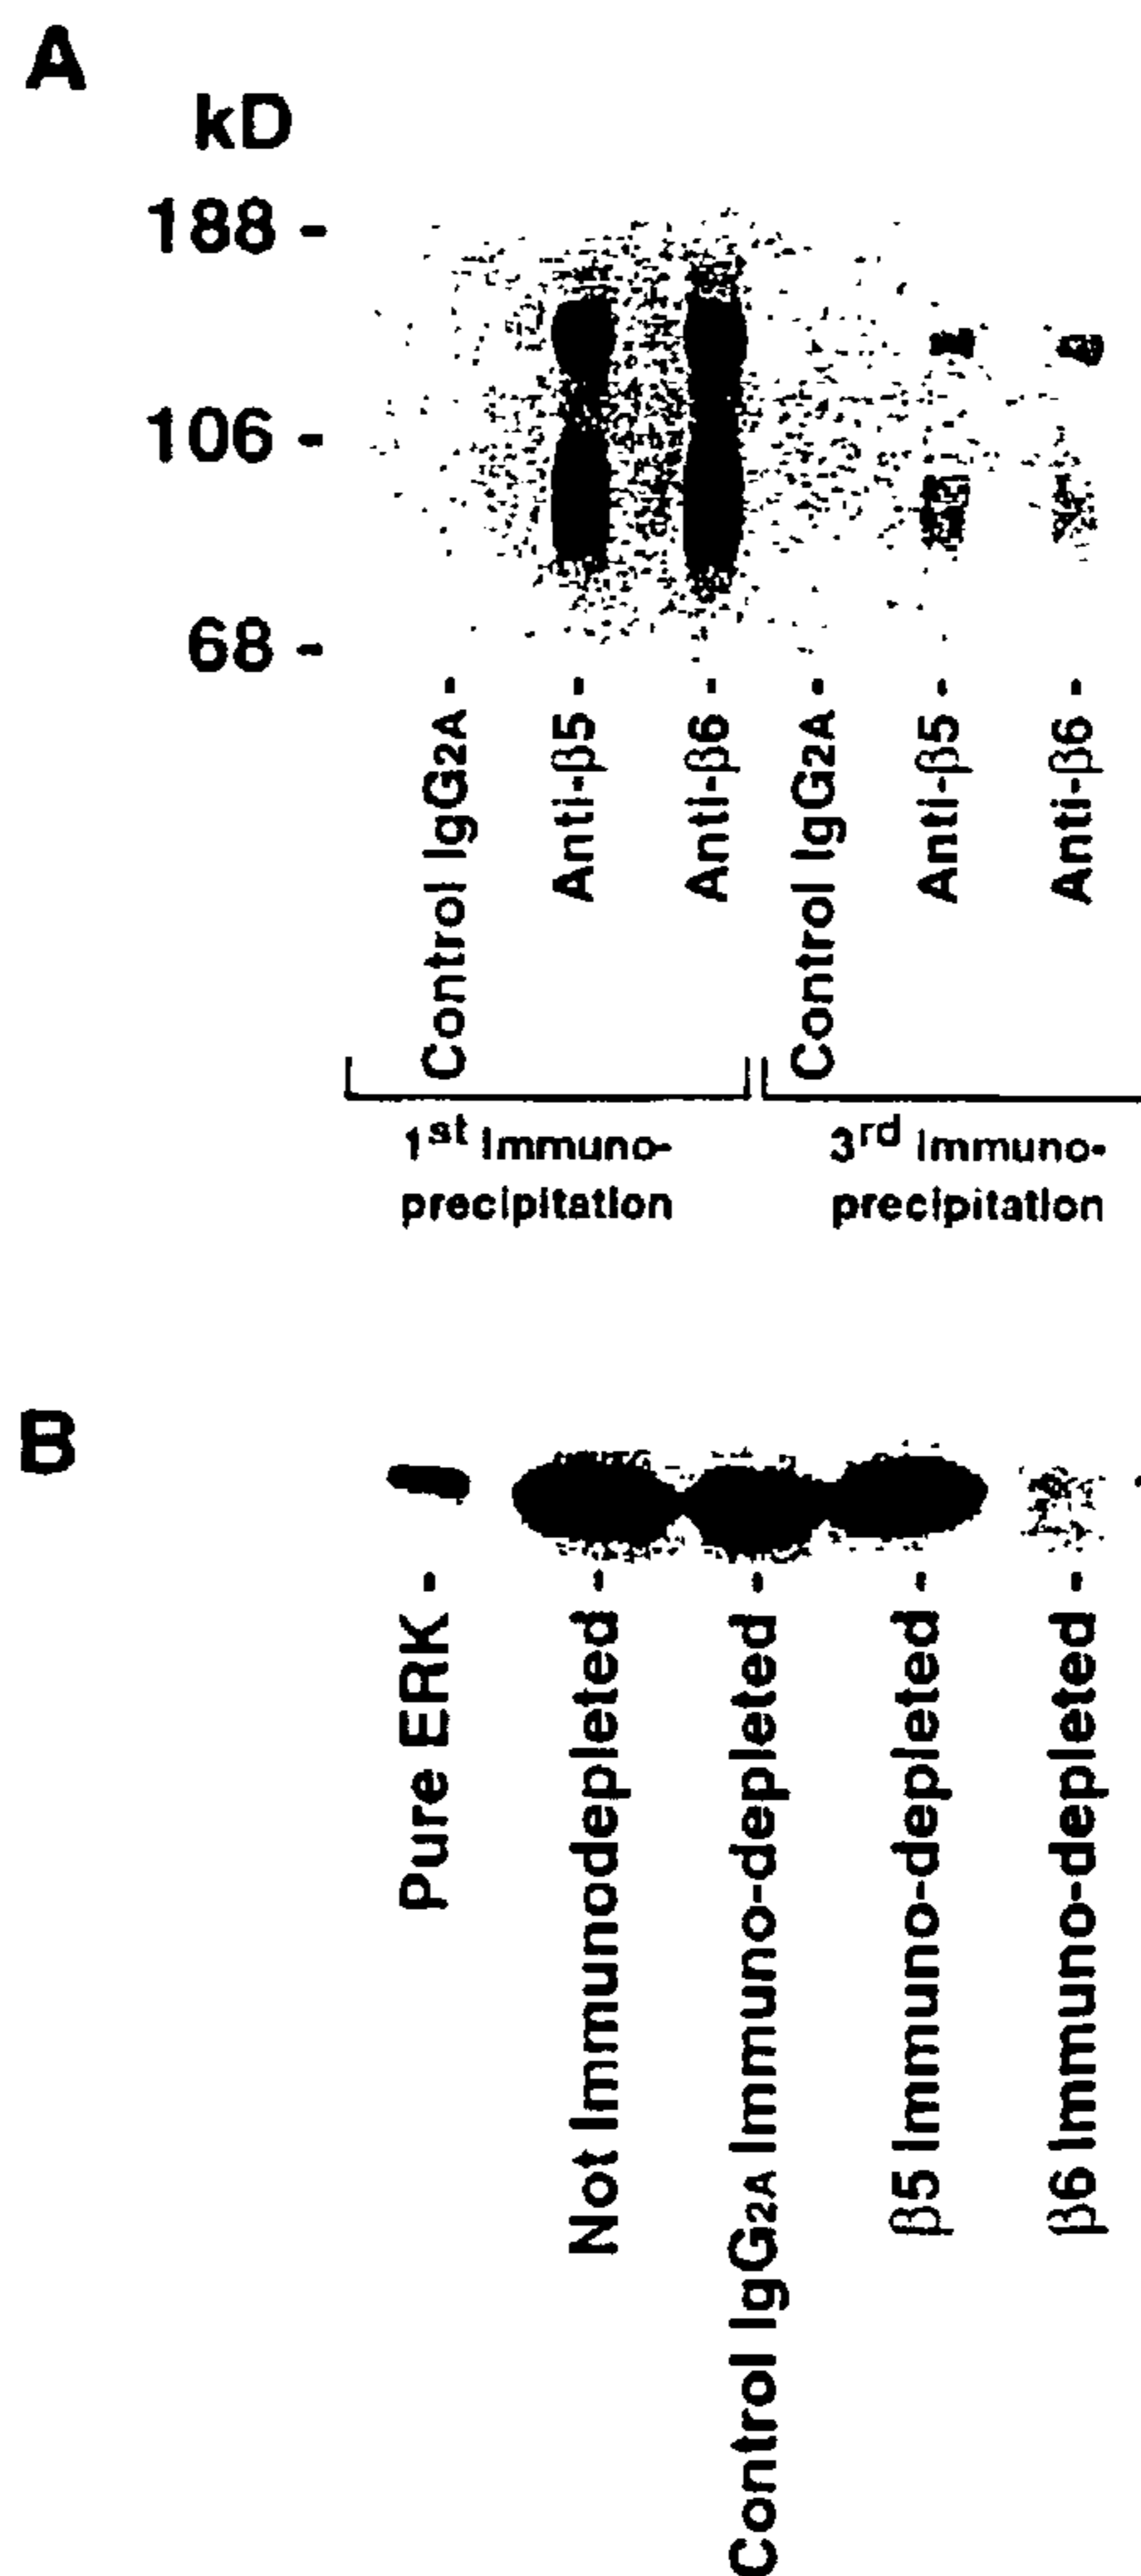 A
kD
188 -
106 -
68 -
Control IgG2A -
Anti-β5 -
Anti-β6 -
Control IgG2A -
Anti-β5 -
Anti-β6 -
1st Immuno-
precipitation
3rd Immuno-
precipitation
B
Pure ERK -
Not Immunodepleted -
Control IgG2A Immuno-depleted -
β5 Immuno-depleted -
β6 Immuno-depleted -